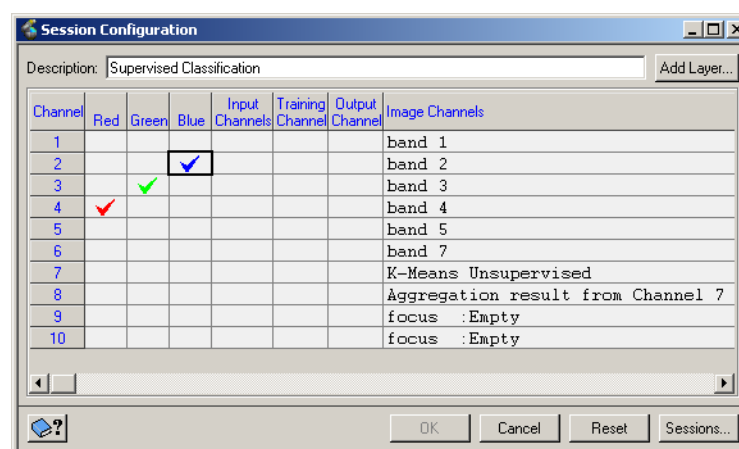 Session Configuration
Description: Supervised Classification Add Layer...
Channel Red Green Blue Input Channels Training Channel Output Channel Image Channels
1 band 1
2 band 2
3 band 3
4 band 4
5 band 5
6 band 7
7 K-Means Unsupervised
8 Aggregation result from Channel 7
9 focus :Empty
10 focus :Empty
? OK Cancel Reset Sessions...